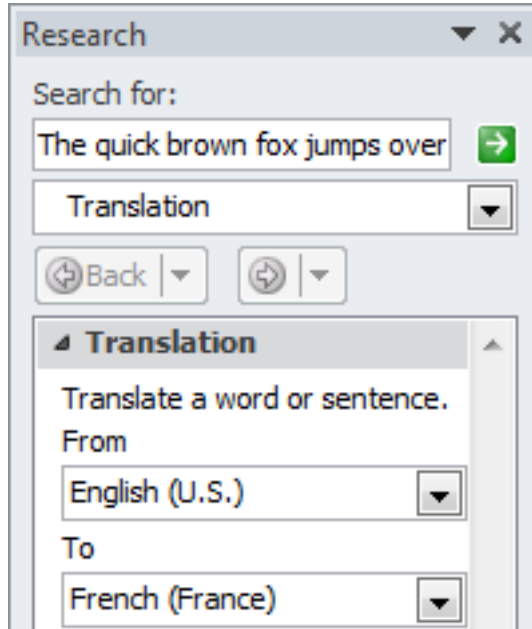 Research
Search for:
The quick brown fox jumps over
Translation
Back
Translation
Translate a word or sentence.
From
English (U.S.)
To
French (France)